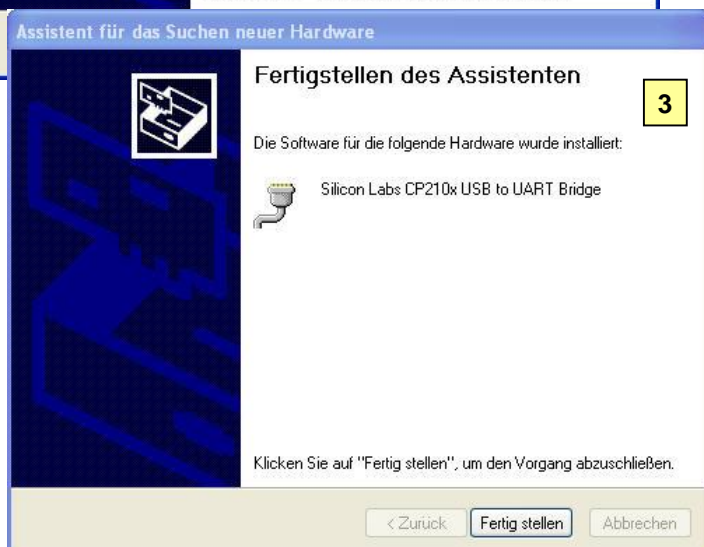 Assistent für das Suchen neuer Hardware
Fertigstellen des Assistenten
3
Die Software für die folgende Hardware wurde installiert:
Silicon Labs CP210x USB to UART Bridge
Klicken Sie auf "Fertig stellen", um den Vorgang abzuschließen.
< Zurück Fertig stellen Abbrechen